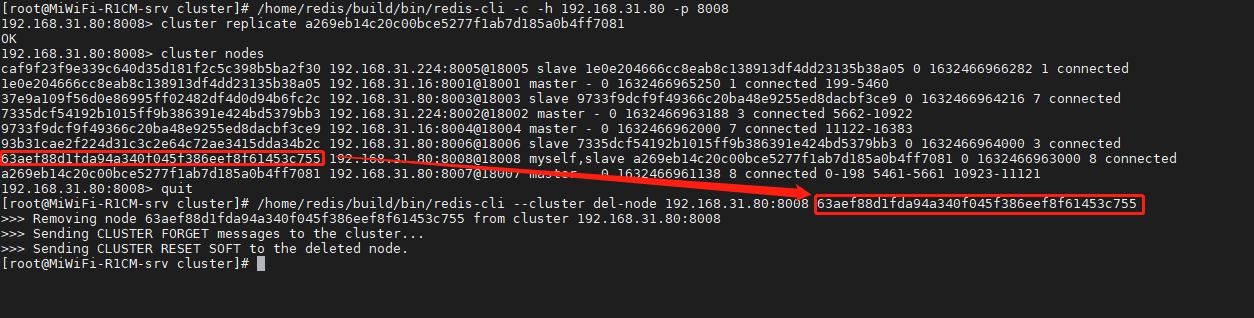 [root@MiWiFi-R1CM-srv cluster]# /home/redis/build/bin/redis-cli -c -h 192.168.31.80 -p 8008
192.168.31.80:8008> cluster replicate a269eb14c20c00bce5277f1ab7d185a0b4ff7081
OK
192.168.31.80:8008> cluster nodes
caf9f23f9e339c640d35d181f2c5c398b5ba2f30 192.168.31.224:8005@18005 slave 1e0e204666cc8eab8c138913df4dd23135b38a05 0 1632466966282 1 connected
1e0e204666cc8eab8c138913df4dd23135b38a05 192.168.31.16:8001@18001 master - 0 1632466965250 1 connected 199-5460
37e9a109f56d0e86995ff02482df4d0d94b6fc2c 192.168.31.80:8003@18003 slave 9733f9dcf9f49366c20ba48e9255ed8dacbf3ce9 0 1632466964216 7 connected
7335dcf54192b1015ff9b386391e424bd5379bb3 192.168.31.224:8002@18002 master - 0 1632466963188 3 connected 5662-10922
9733f9dcf9f49366c20ba48e9255ed8dacbf3ce9 192.168.31.16:8004@18004 master - 0 1632466962000 7 connected 11122-16383
93b31cae2f224d31c3c2e64c72ae3415dda34b2c 192.168.31.80:8006@18006 slave 7335dcf54192b1015ff9b386391e424bd5379bb3 0 1632466964000 3 connected
63aef88d1fda94a340f045f386eef8f61453c755 192.168.31.80:8008@18008 myself,slave a269eb14c20c00bce5277f1ab7d185a0b4ff7081 0 1632466963000 8 connected
a269eb14c20c00bce5277f1ab7d185a0b4ff7081 192.168.31.80:8007@18007 master - 0 1632466961138 8 connected 0-198 5461-5661 10923-11121
192.168.31.80:8008> quit
[root@MiWiFi-R1CM-srv cluster]# /home/redis/build/bin/redis-cli --cluster del-node 192.168.31.80:8008 63aef88d1fda94a340f045f386eef8f61453c755
>>> Removing node 63aef88d1fda94a340f045f386eef8f61453c755 from cluster 192.168.31.80:8008
>>> Sending CLUSTER FORGET messages to the cluster...
>>> Sending CLUSTER RESET SOFT to the deleted node.
[root@MiWiFi-R1CM-srv cluster]#